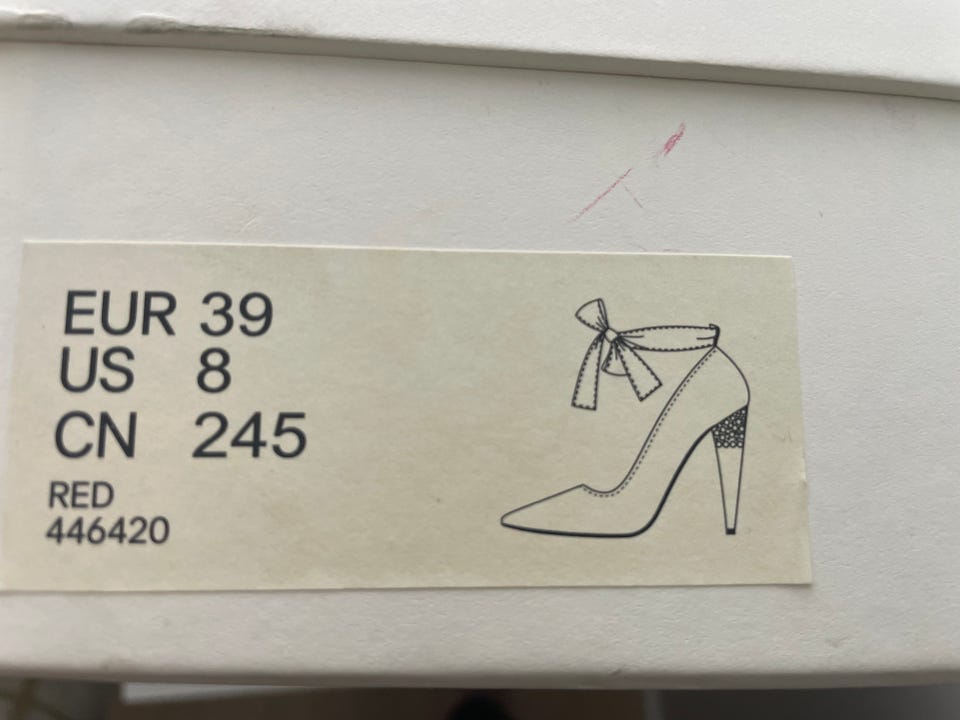 EUR 39
US 8
CN 245
RED
446420